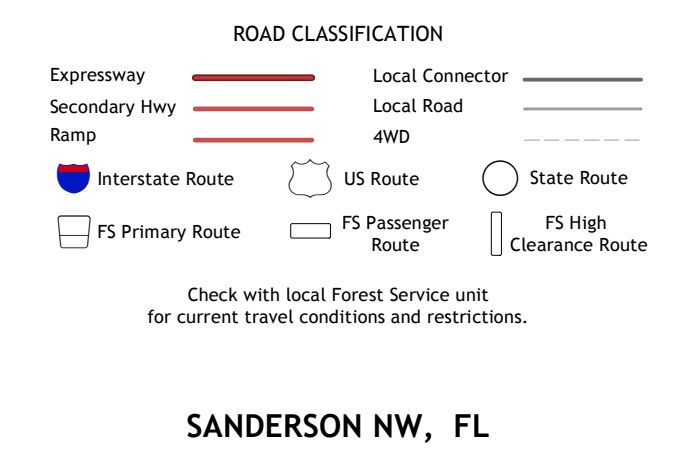 ROAD CLASSIFICATION
Expressway
Local Connector
Secondary Hwy
Local Road
Ramp
4WD
Interstate Route
US Route
State Route
FS Primary Route
FS Passenger
Route
FS High
Clearance Route
Check with local Forest Service unit
for current travel conditions and restrictions.
SANDERSON NW, FL